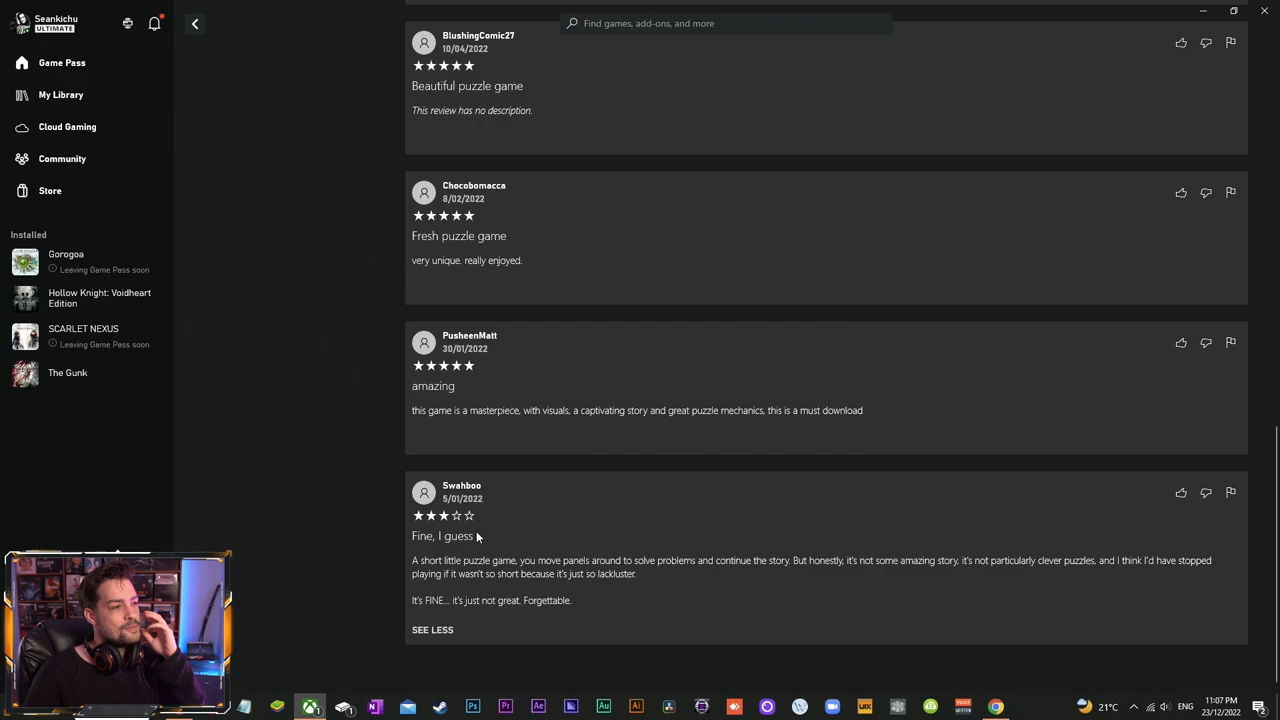 Seankichu
ULTIMATE
Find games, add-ons, and more
Game Pass
My Library
Cloud Gaming
Community
Store
Installed
Gorogoa
Leaving Game Pass soon
Hollow Knight: Voidheart
Edition
SCARLET NEXUS
Leaving Game Pass soon
The Gunk
BlushingComic27
10/04/2022
Beautiful puzzle game
This review has no description.
Chocobomacca
8/02/2022
Fresh puzzle game
very unique. really enjoyed.
PusheenMatt
30/01/2022
amazing
this game is a masterpiece, with visuals, a captivating story and great puzzle mechanics, this is a must download
Swahboo
5/01/2022
Fine, I guess
A short little puzzle game, you move panels around to solve problems and continue the story. But honestly, it's not some amazing story, it's not particularly clever puzzles, and I think I'd have stopped
playing if it wasn't so short because it's just so lackluster.
It's FINE... it's just not great. Forgettable.
SEE LESS
Ps
Pr
Ae
Au
Ai
UIX
21°C
ENG
11:07 PM
23/12/2022